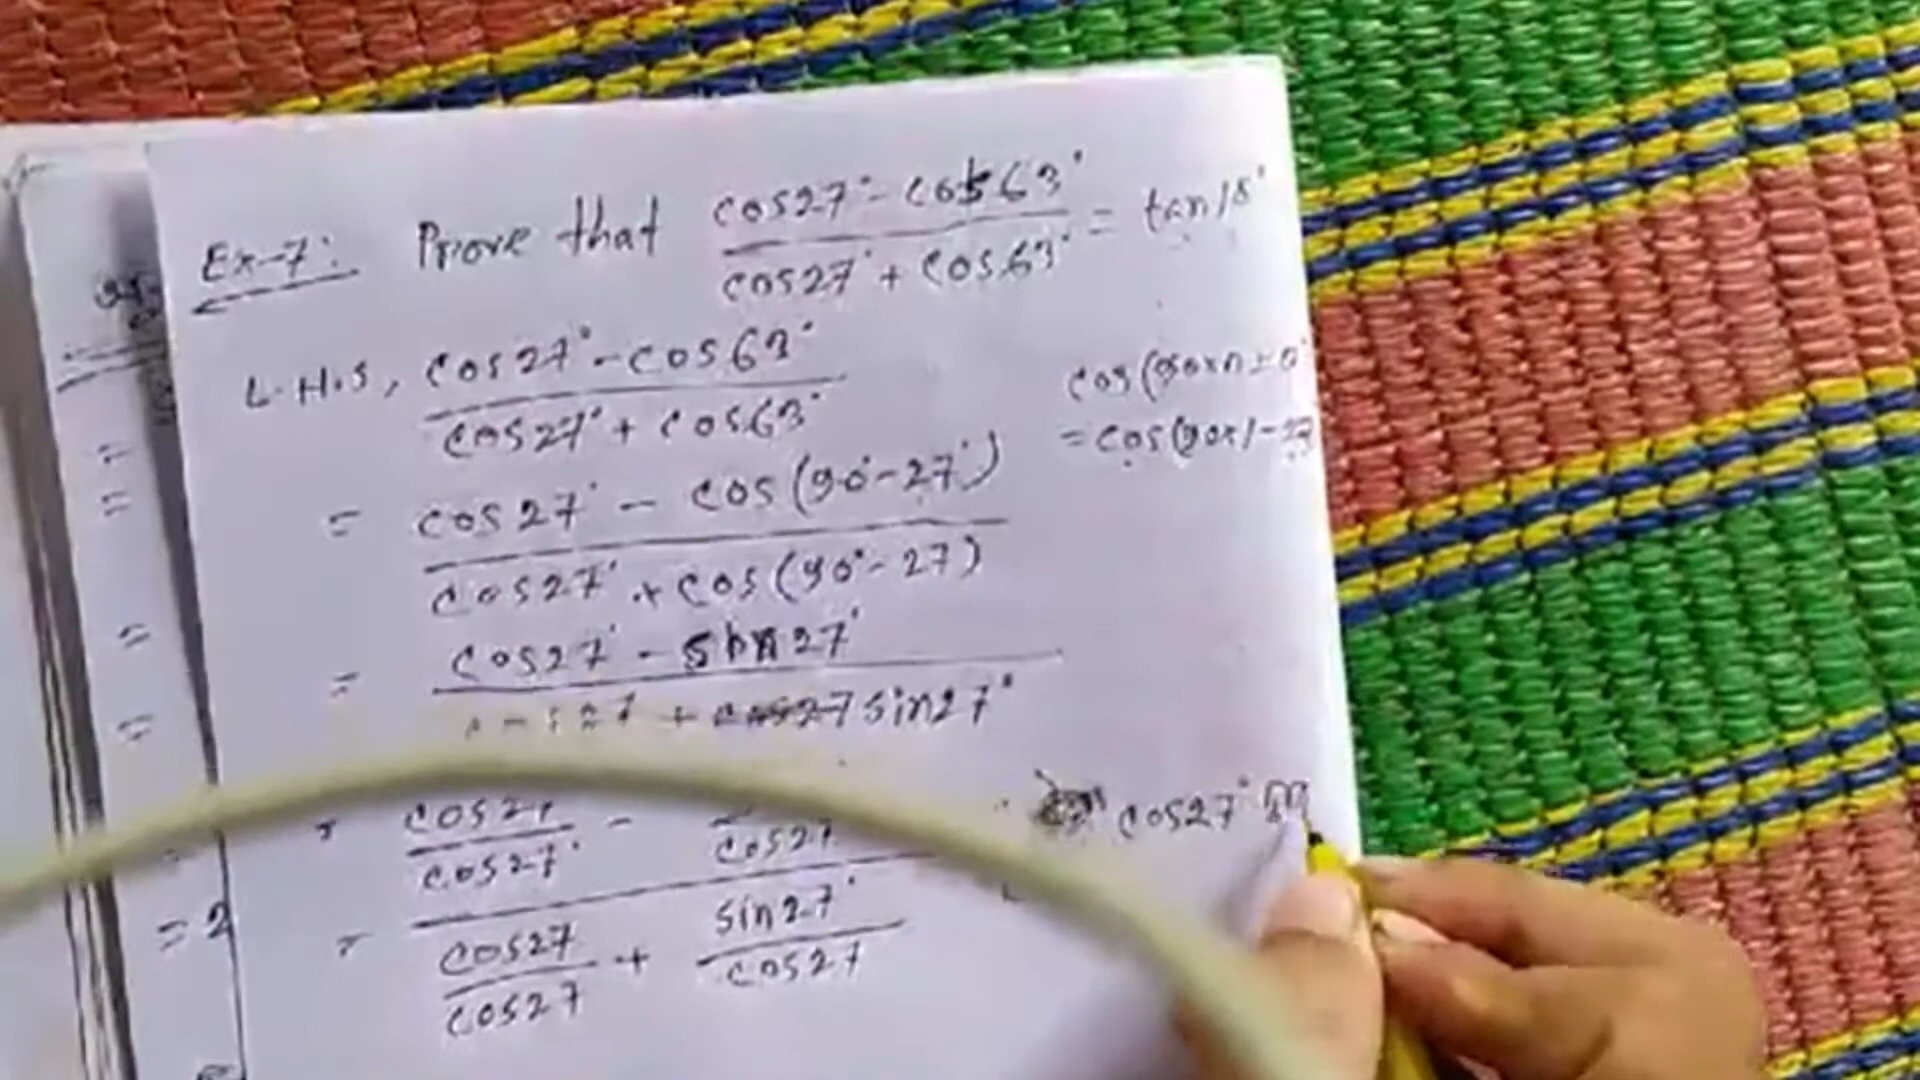 Ex-7: Prove that cos27° - cos63° / cos27° + cos63° = tan18°
L.H.S, cos27° - cos63° / cos27° + cos63°
cos(90×n±θ
= cos(90×1-27
= cos27° - cos(90°-27°) / cos27° + cos(90°-27)
= cos27° - sin27° / cos27 + sin27°
cos27 / cos27° - / cos27
cos27°
= cos27 / cos27 + sin27° / cos27
= 2